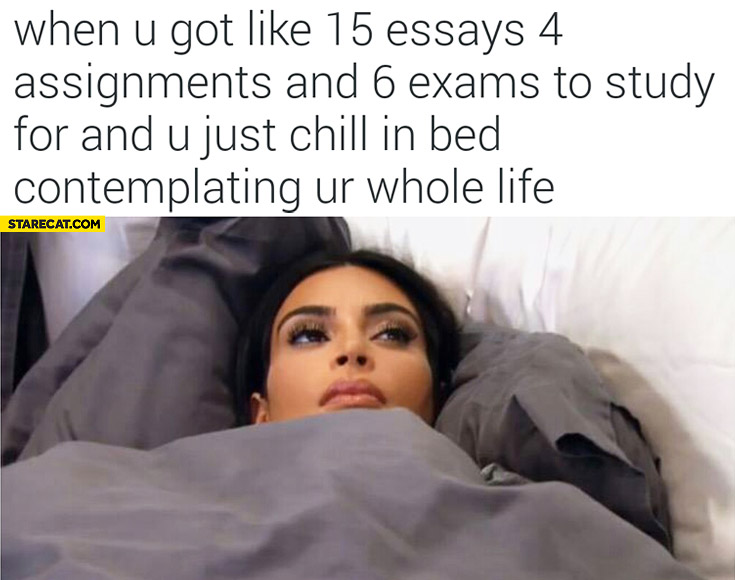 when u got like 15 essays 4
assignments and 6 exams to study
for and u just chill in bed
contemplating ur whole life
STARECAT.COM